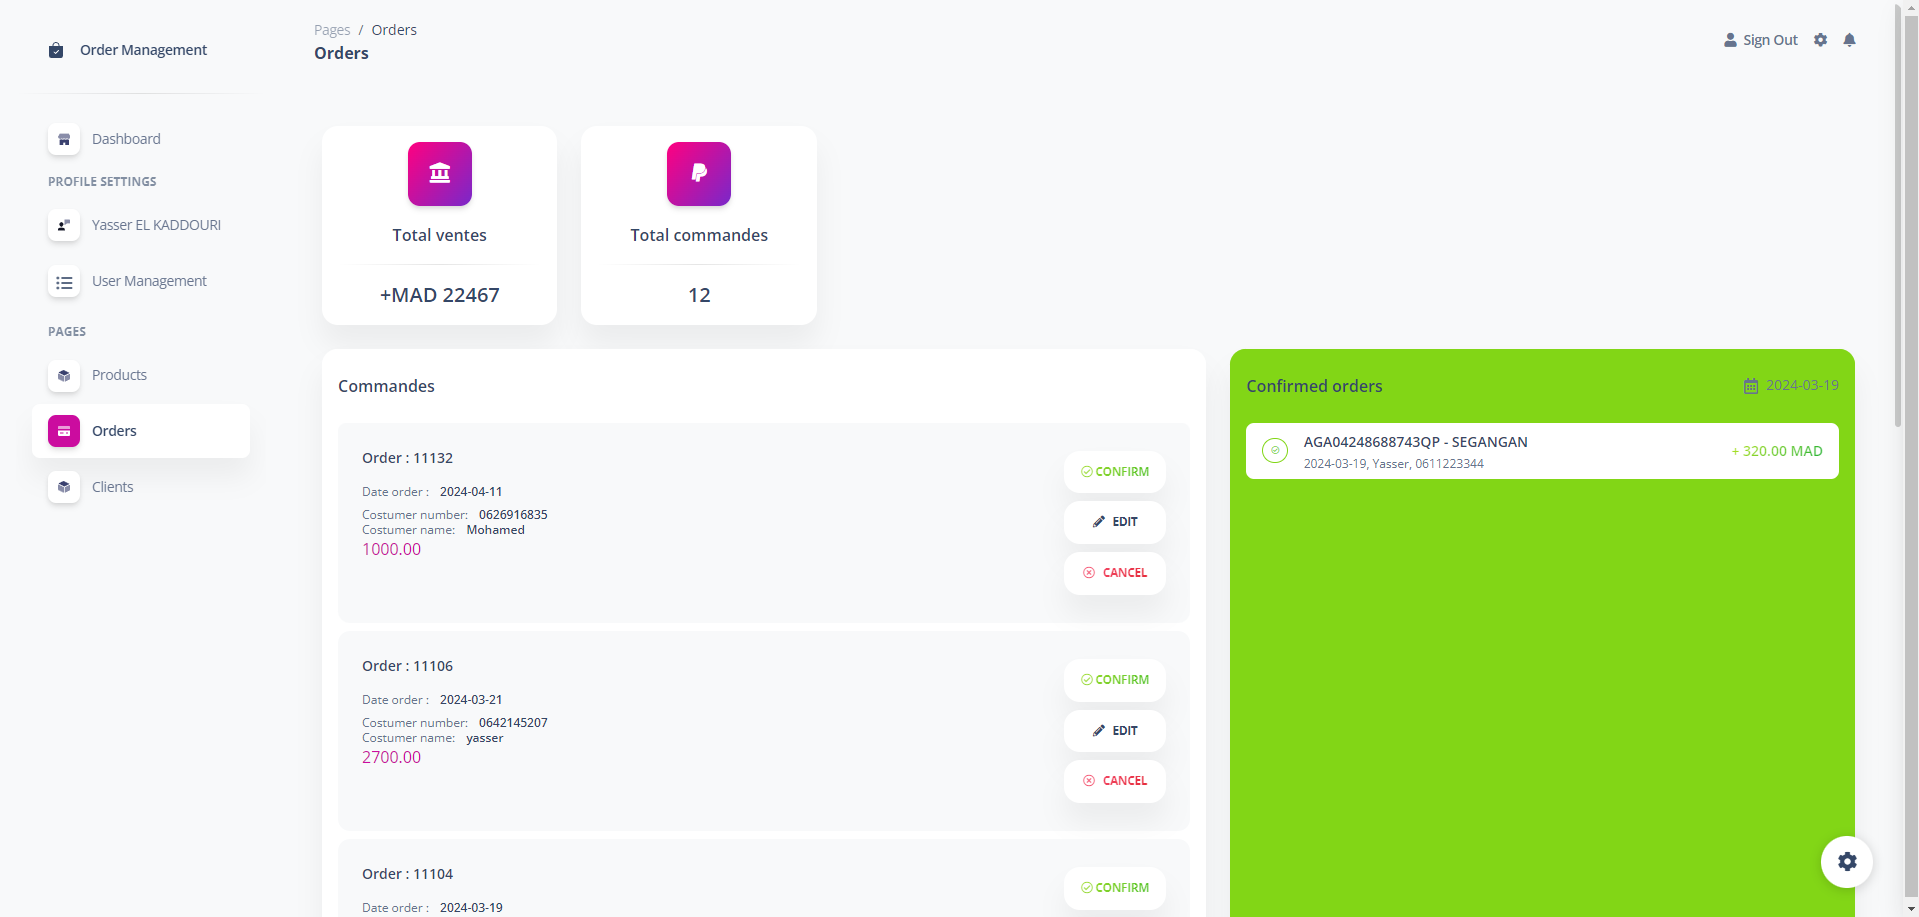 Order Management
Dashboard
PROFILE SETTINGS
Yasser EL KADDOURI
User Management
PAGES
Products
Orders
Clients
Pages / Orders
Orders
Sign Out
Total ventes
+MAD 22467
Total commandes
12
Commandes
Order : 11132
Date order : 2024-04-11
Costumer number: 0626916835
Costumer name: Mohamed
1000.00
CONFIRM
EDIT
CANCEL
Order : 11106
Date order : 2024-03-21
Costumer number: 0642145207
Costumer name: yasser
2700.00
CONFIRM
EDIT
CANCEL
Order : 11104
Date order : 2024-03-19
CONFIRM
Confirmed orders
2024-03-19
AGA04248688743QP - SEGANGAN
2024-03-19, Yasser, 0611223344
+ 320.00 MAD